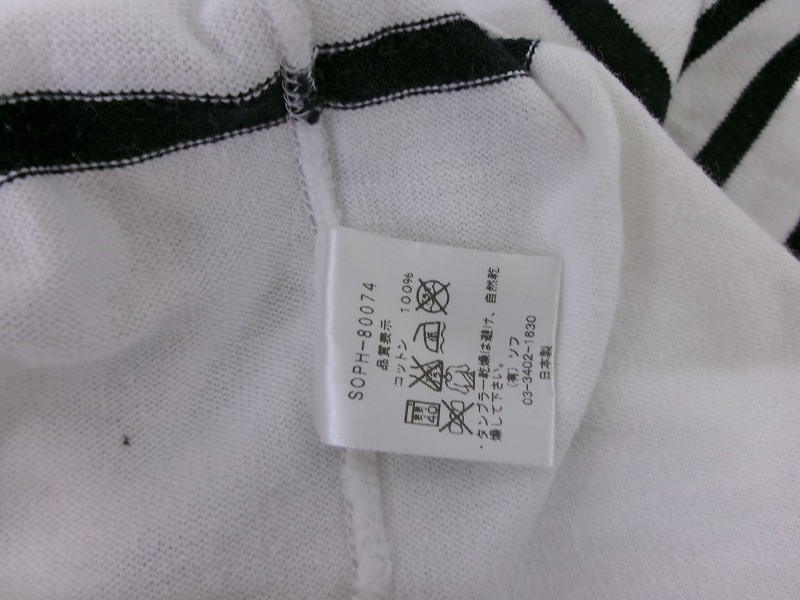 SOPH-80074
品質表示
コットン 100%
40
・タンブラー乾燥は避け、自然乾
燥して下さい。
(有)ソフ
03-3402-1830
日本製